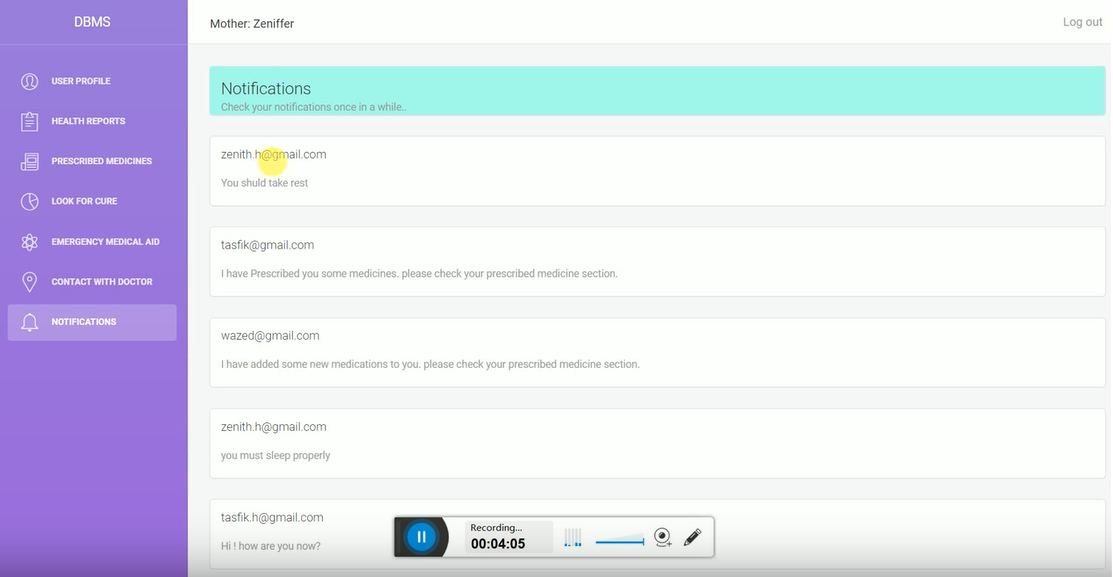 DBMS
Mother: Zeniffer
Log out
USER PROFILE
HEALTH REPORTS
PRESCRIBED MEDICINES
LOOK FOR CURE
EMERGENCY MEDICAL AID
CONTACT WITH DOCTOR
NOTIFICATIONS
Notifications
Check your notifications once in a while..
zenith.h@gmail.com
You shuld take rest
tasfik@gmail.com
I have Prescribed you some medicines. please check your prescribed medicine section.
wazed@gmail.com
I have added some new medications to you. please check your prescribed medicine section.
zenith.h@gmail.com
you must sleep properly
tasfik.h@gmail.com
Hi ! how are you now?
Recording...
00:04:05